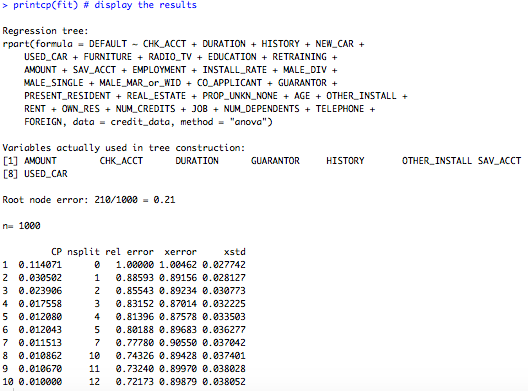 > printcp(fit) # display the results
Regression tree:
rpart(formula = DEFAULT ~ CHK_ACCT + DURATION + HISTORY + NEW_CAR +
USED_CAR + FURNITURE + RADIO_TV + EDUCATION + RETRAINING +
AMOUNT + SAV_ACCT + EMPLOYMENT + INSTALL_RATE + MALE_DIV +
MALE_SINGLE + MALE_MAR_or_WID + CO_APPLICANT + GUARANTOR +
PRESENT_RESIDENT + REAL_ESTATE + PROP_UNKN_NONE + AGE + OTHER_INSTALL +
RENT + OWN_RES + NUM_CREDITS + JOB + NUM_DEPENDENTS + TELEPHONE +
FOREIGN, data = credit_data, method = "anova")
Variables actually used in tree construction:
[1] AMOUNT CHK_ACCT DURATION GUARANTOR HISTORY OTHER_INSTALL SAV_ACCT
[8] USED_CAR
Root node error: 210/1000 = 0.21
n= 1000
CP nsplit rel error xerror xstd
1 0.114071 0 1.00000 1.00462 0.027742
2 0.030502 1 0.88593 0.89156 0.028127
3 0.023906 2 0.85543 0.89234 0.030773
4 0.017558 3 0.83152 0.87014 0.032225
5 0.012080 4 0.81396 0.87578 0.033503
6 0.012043 5 0.80188 0.89683 0.036277
7 0.011513 7 0.77780 0.90550 0.037042
8 0.010862 10 0.74326 0.89428 0.037401
9 0.010670 11 0.73240 0.89970 0.038028
10 0.010000 12 0.72173 0.89879 0.038052